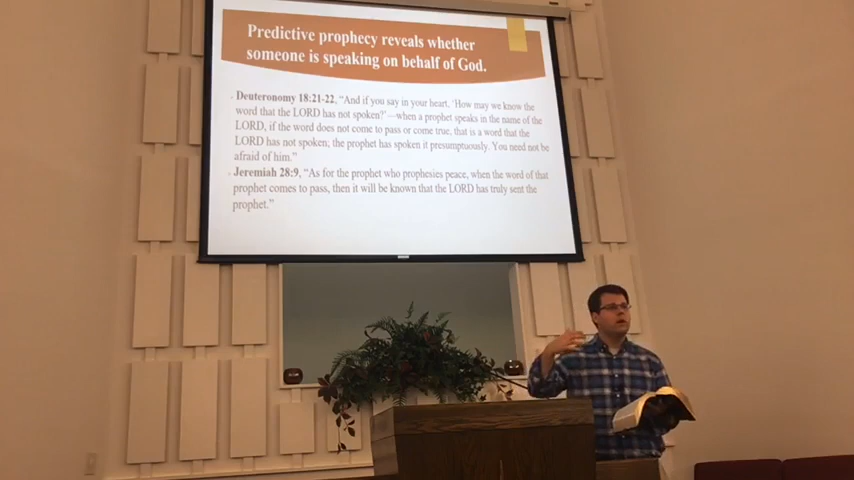 Predictive prophecy reveals whether
someone is speaking on behalf of God.
Deuteronomy 18:21-22, “And if you say in your heart, ‘How may we know the
word that the LORD has not spoken?’—when a prophet speaks in the name of the
LORD, if the word does not come to pass or come true, that is a word that the
LORD has not spoken; the prophet has spoken it presumptuously. You need not be
afraid of him.”
Jeremiah 28:9, “As for the prophet who prophesies peace, when the word of that
prophet comes to pass, then it will be known that the LORD has truly sent the
prophet.”